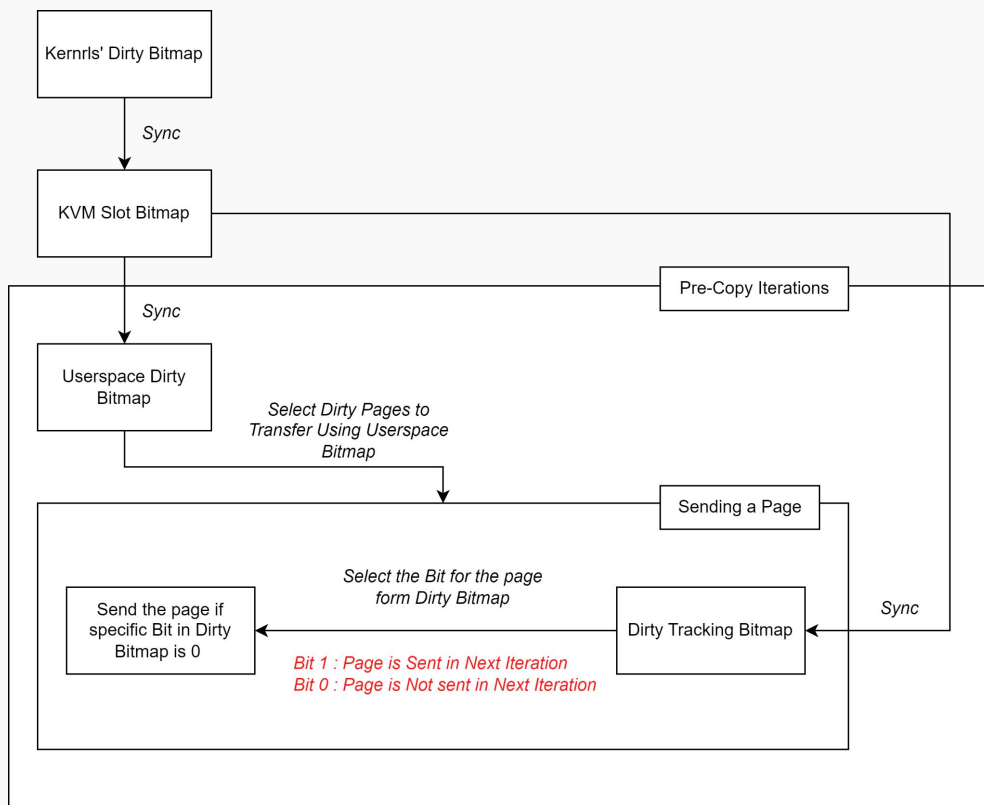 Kernrls' Dirty Bitmap
Sync
KVM Slot Bitmap
Pre-Copy Iterations
Sync
Userspace Dirty
Bitmap
Select Dirty Pages to
Transfer Using Userspace
Bitmap
Sending a Page
Select the Bit for the page
form Dirty Bitmap
Send the page if
specific Bit in Dirty
Bitmap is 0
Dirty Tracking Bitmap
Sync
Bit 1 : Page is Sent in Next Iteration
Bit 0 : Page is Not sent in Next Iteration